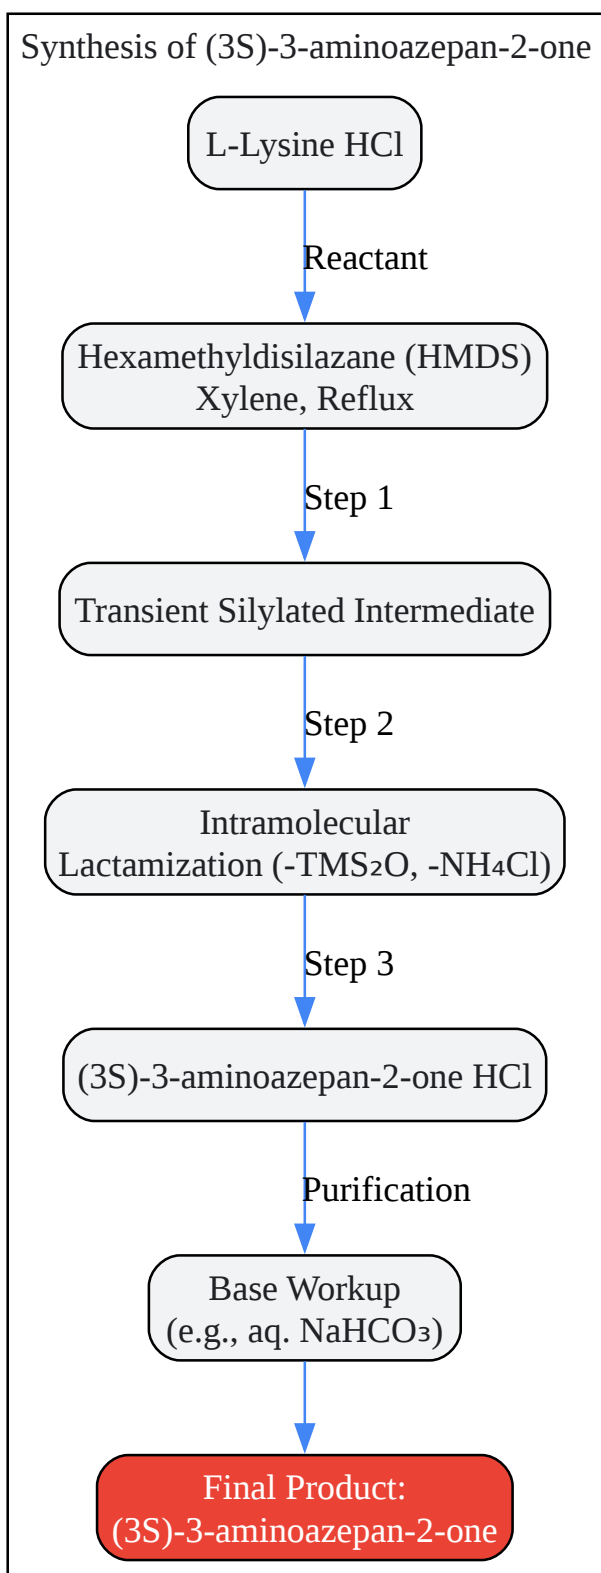 Synthesis of (3S)-3-aminoazepan-2-one
L-Lysine HCl
Reactant
Hexamethyldisilazane (HMDS)
Xylene, Reflux
Step 1
Transient Silylated Intermediate
Step 2
Intramolecular
Lactamization (-TMS₂O, -NH₄Cl)
Step 3
(3S)-3-aminoazepan-2-one HCl
Purification
Base Workup
(e.g., aq. NaHCO₃)
Final Product:
(3S)-3-aminoazepan-2-one